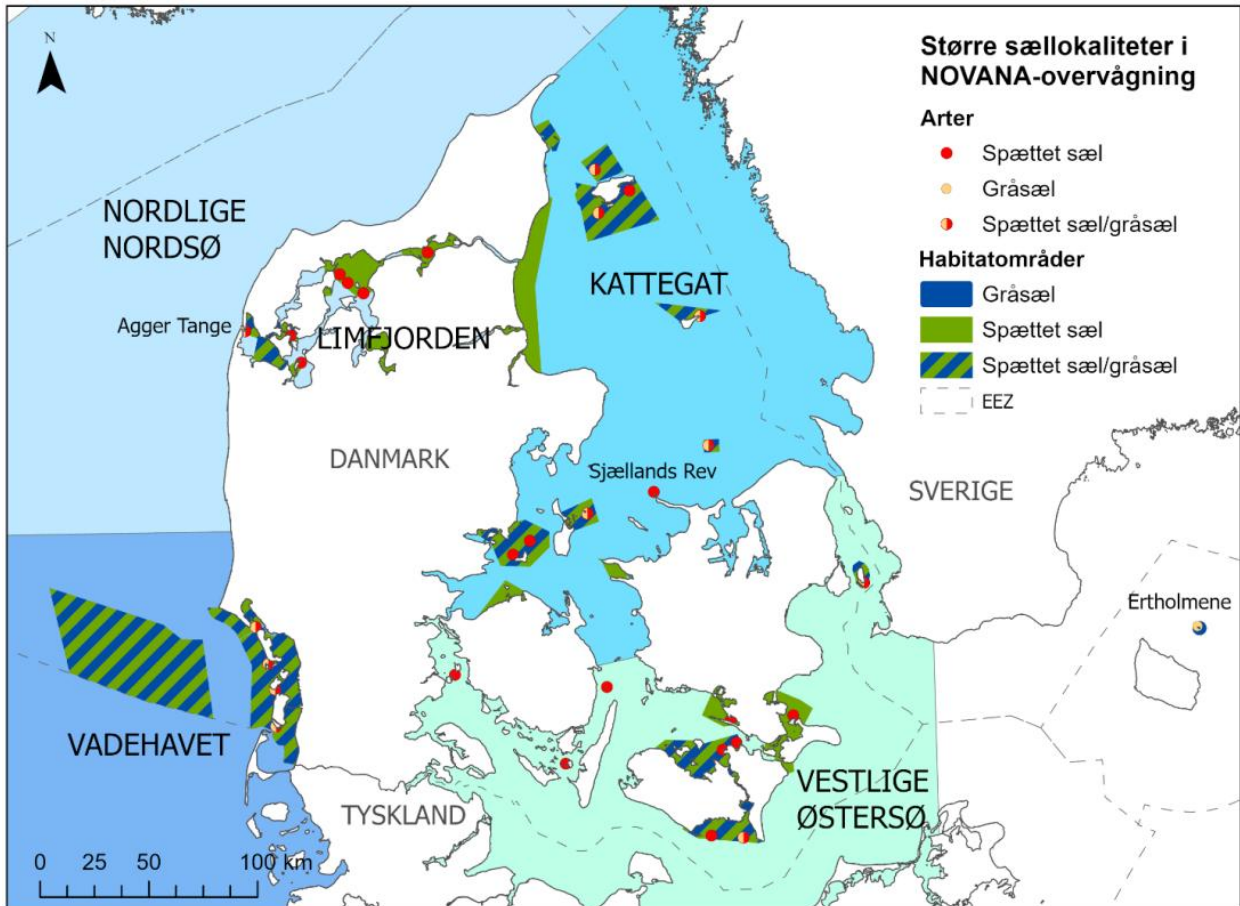 N
Større sællokaliteter i
NOVANA-overvågning
Arter
Spættet sæl
Gråsæl
Spættet sæl/gråsæl
Habitatområder
Gråsæl
Spættet sæl
Spættet sæl/gråsæl
EEZ
NORDLIGE
NORDSØ
KATTEGAT
Agger Tange
LIMFJORDEN
DANMARK
Sjællands Rev
SVERIGE
Ertholmene
VADEHAVET
TYSKLAND
VESTLIGE
ØSTERSØ
0 25 50 100 km